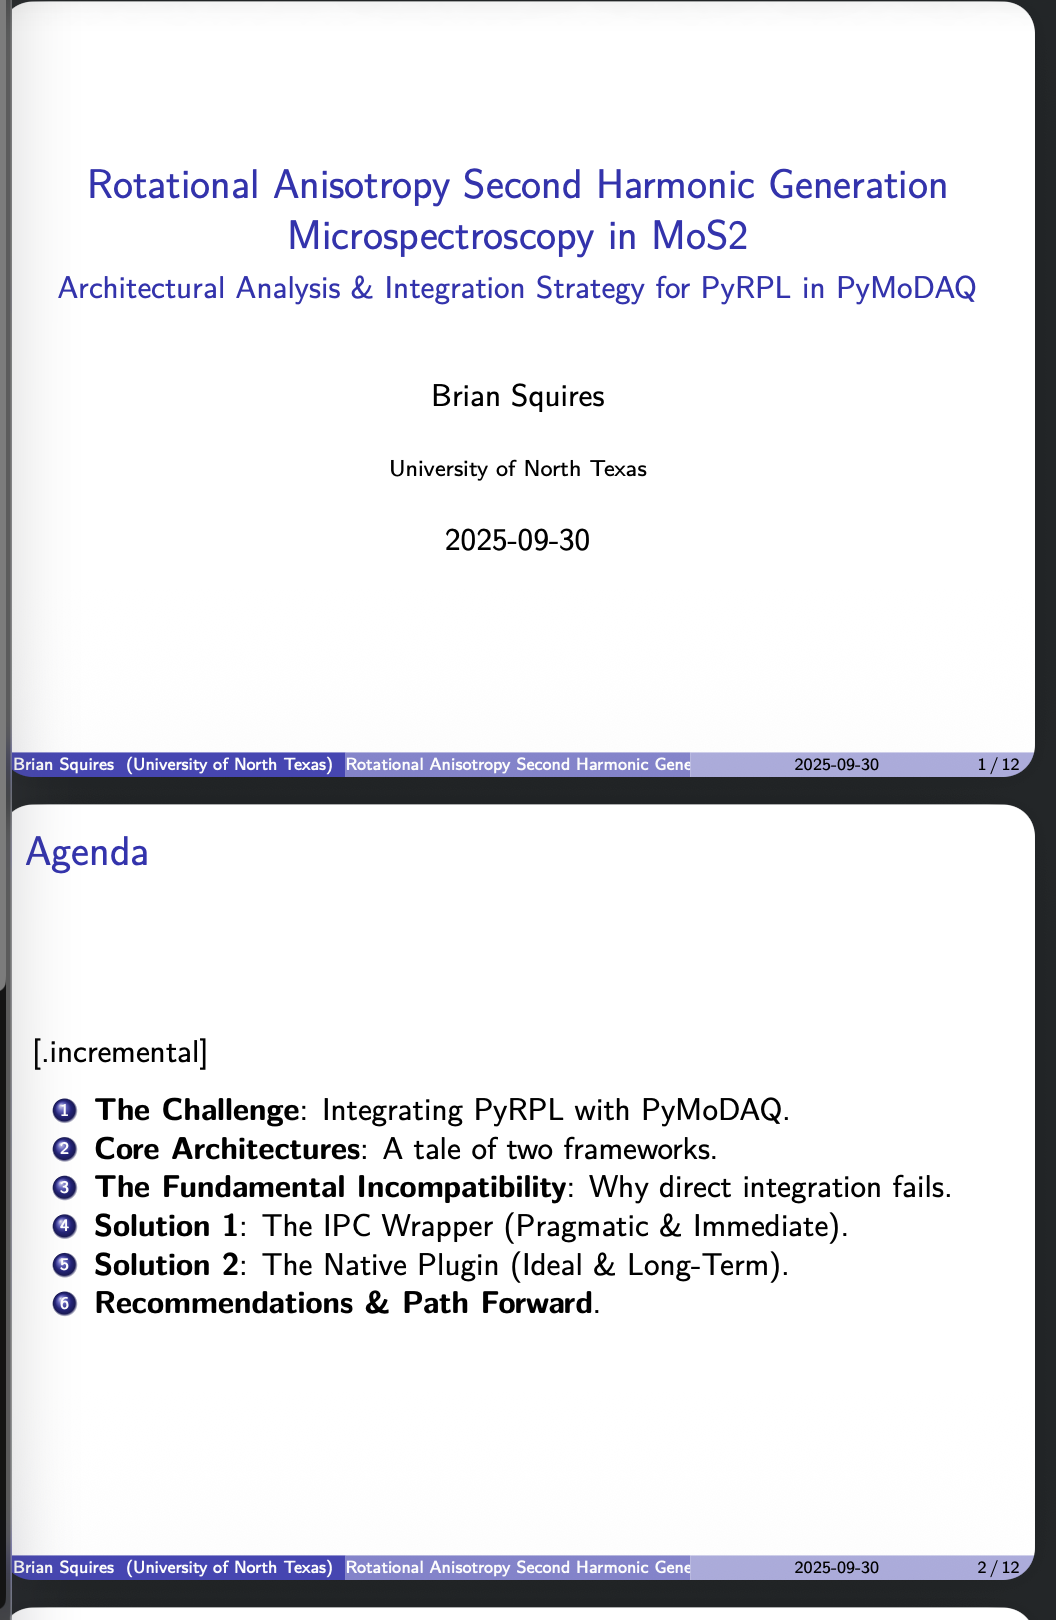 Rotational Anisotropy Second Harmonic Generation
Microspectroscopy in MoS2
Architectural Analysis & Integration Strategy for PyRPL in PyMoDAQ
Brian Squires
University of North Texas
2025-09-30
Brian Squires (University of North Texas) Rotational Anisotropy Second Harmonic Gene 2025-09-30 1 / 12
Agenda
[.incremental]
1 The Challenge: Integrating PyRPL with PyMoDAQ.
2 Core Architectures: A tale of two frameworks.
3 The Fundamental Incompatibility: Why direct integration fails.
4 Solution 1: The IPC Wrapper (Pragmatic & Immediate).
5 Solution 2: The Native Plugin (Ideal & Long-Term).
6 Recommendations & Path Forward.
Brian Squires (University of North Texas) Rotational Anisotropy Second Harmonic Gene 2025-09-30 2 / 12